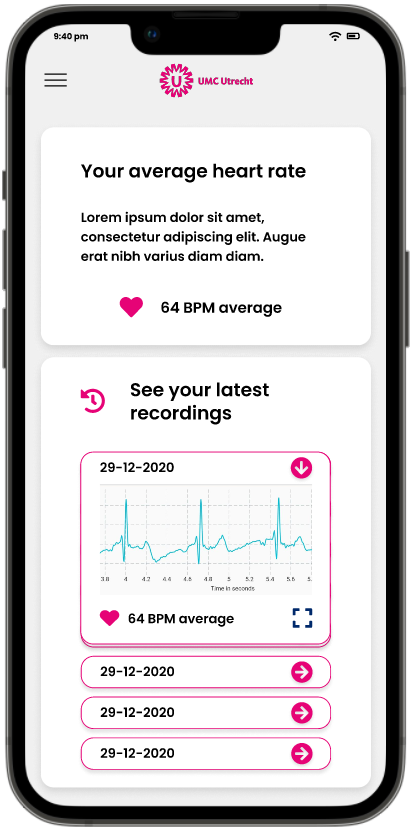 9:40 pm
UMC Utrecht
Your average heart rate
Lorem ipsum dolor sit amet,
consectetur adipiscing elit. Augue
erat nibh varius diam diam.
64 BPM average
See your latest
recordings
29-12-2020
3.8 4 4.2 4.4 4.6 4.8 5 5.2 5.4 5.6 5.
Time in seconds
64 BPM average
29-12-2020
29-12-2020
29-12-2020